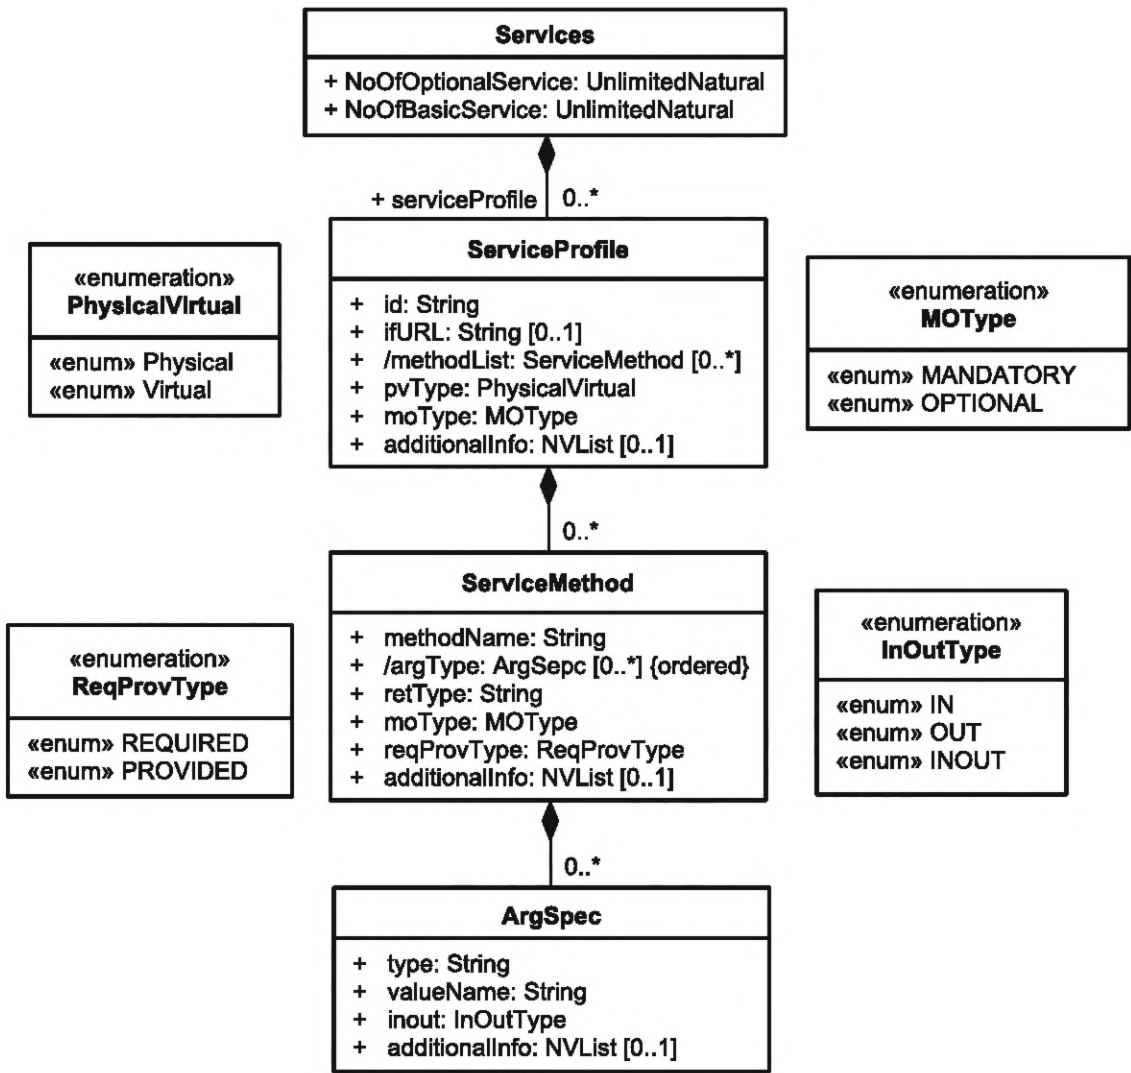 Services
+ NoOfOptionalService: UnlimitedNatural
+ NoOfBasicService: UnlimitedNatural
+ serviceProfile 0..*
ServiceProfile
+ id: String
+ ifURL: String [0..1]
+ /methodList: ServiceMethod [0..*]
+ pvType: PhysicalVirtual
+ moType: MOType
+ additionalInfo: NVList [0..1]
«enumeration»
PhysicalVirtual
«enum» Physical
«enum» Virtual
«enumeration»
MOType
«enum» MANDATORY
«enum» OPTIONAL
0..*
ServiceMethod
+ methodName: String
+ /argType: ArgSepc [0..*] {ordered}
+ retType: String
+ moType: MOType
+ reqProvType: ReqProvType
+ additionalInfo: NVList [0..1]
«enumeration»
ReqProvType
«enum» REQUIRED
«enum» PROVIDED
«enumeration»
InOutType
«enum» IN
«enum» OUT
«enum» INOUT
0..*
ArgSpec
+ type: String
+ valueName: String
+ inout: InOutType
+ additionalInfo: NVList [0..1]